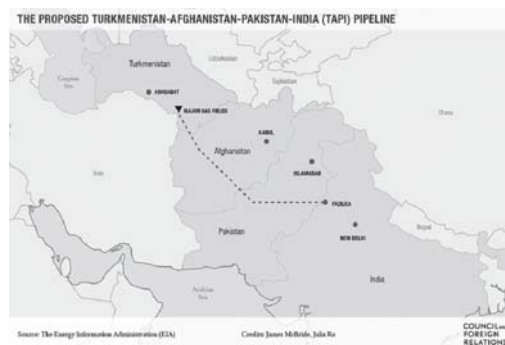 THE PROPOSED TURKMENISTAN-AFGHANISTAN-PAKISTAN-INDIA (TAPI) PIPELINE
Caspian
Sea
Turkmenistan
Uzbekistan
ASHGABAT
Tajikistan
MAJOR GAS FIELDS
China
KABUL
Afghanistan
ISLAMABAD
Iran
FAZILKA
Pakistan
NEW DELHI
Nepal
India
Arabian
Sea
Source: The Energy Information Administration (EIA)
Credits: James McBride, Julia Ro
COUNCIL on
FOREIGN
RELATIONS